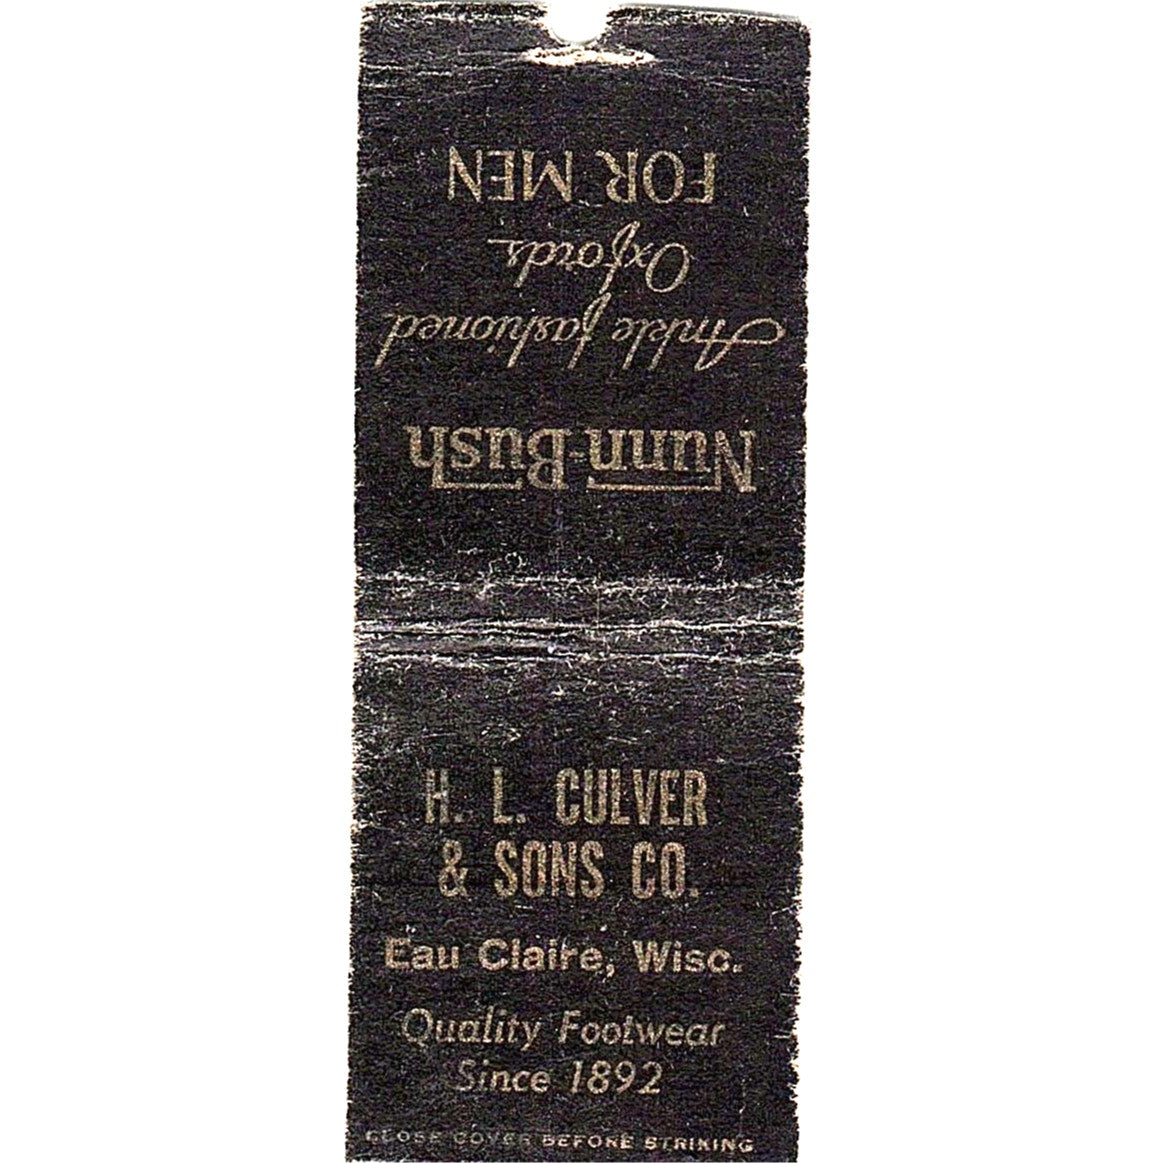 Nunn-Bush
Ankle fashioned
Oxfords
FOR MEN
H. L. CULVER
& SONS CO.
Eau Claire, Wisc.
Quality Footwear
Since 1892
CLOSE COVER BEFORE STRIKING